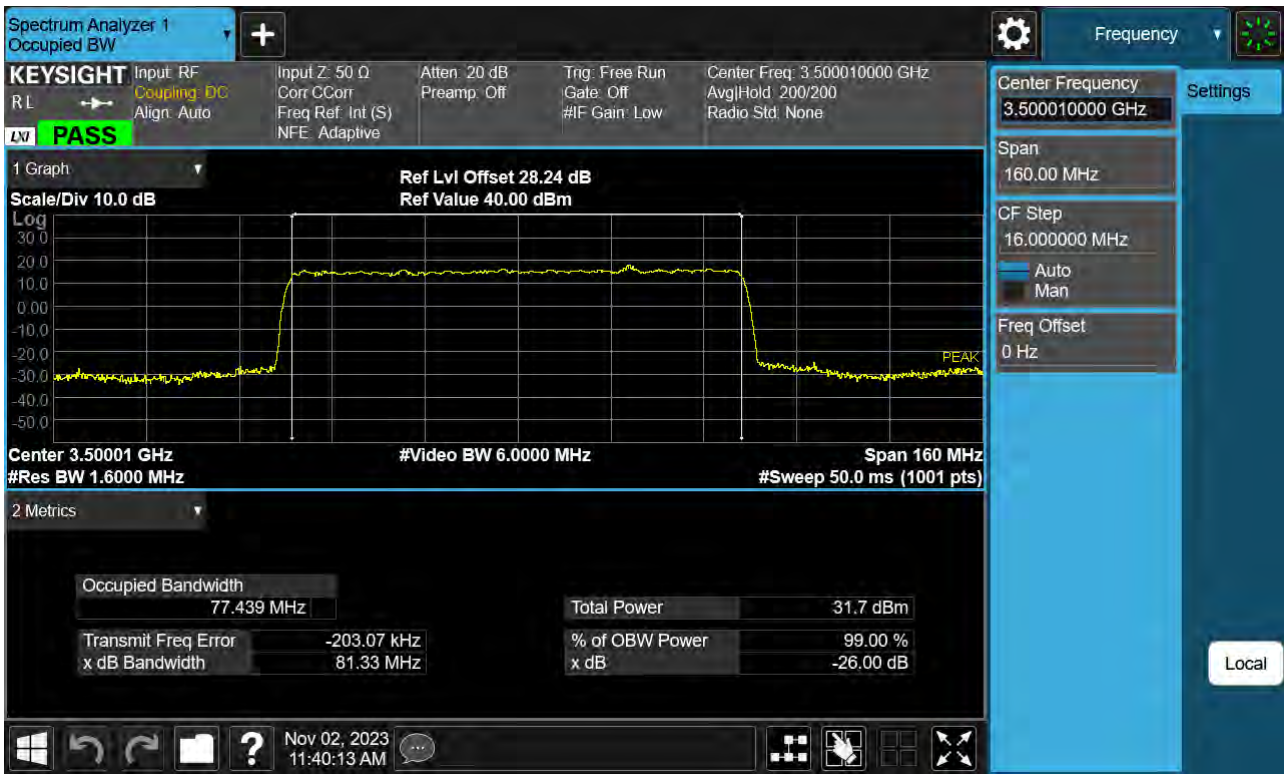 Spectrum Analyzer 1
Occupied BW
+
Frequency
KEYSIGHT
R L
LXI
PASS
Input: RF
Coupling: DC
Align: Auto
Input Z: 50 Ω
Corr CCorr
Freq Ref: Int (S)
NFE: Adaptive
Atten: 20 dB
Preamp: Off
Trig: Free Run
Gate: Off
#IF Gain: Low
Center Freq: 3.500010000 GHz
Avg|Hold: 200/200
Radio Std: None
Center Frequency
3.500010000 GHz
Settings
Span
160.00 MHz
CF Step
16.000000 MHz
Auto
Man
Freq Offset
0 Hz
Local
1 Graph
Scale/Div 10.0 dB
Ref Lvl Offset 28.24 dB
Ref Value 40.00 dBm
Log
30.0
20.0
10.0
0.00
-10.0
-20.0
-30.0
-40.0
-50.0
PEAK
Center 3.50001 GHz
#Video BW 6.0000 MHz
Span 160 MHz
#Res BW 1.6000 MHz
#Sweep 50.0 ms (1001 pts)
2 Metrics
Occupied Bandwidth
77.439 MHz
Total Power 31.7 dBm
Transmit Freq Error -203.07 kHz
% of OBW Power 99.00 %
x dB Bandwidth 81.33 MHz
x dB -26.00 dB
?
Nov 02, 2023
11:40:13 AM